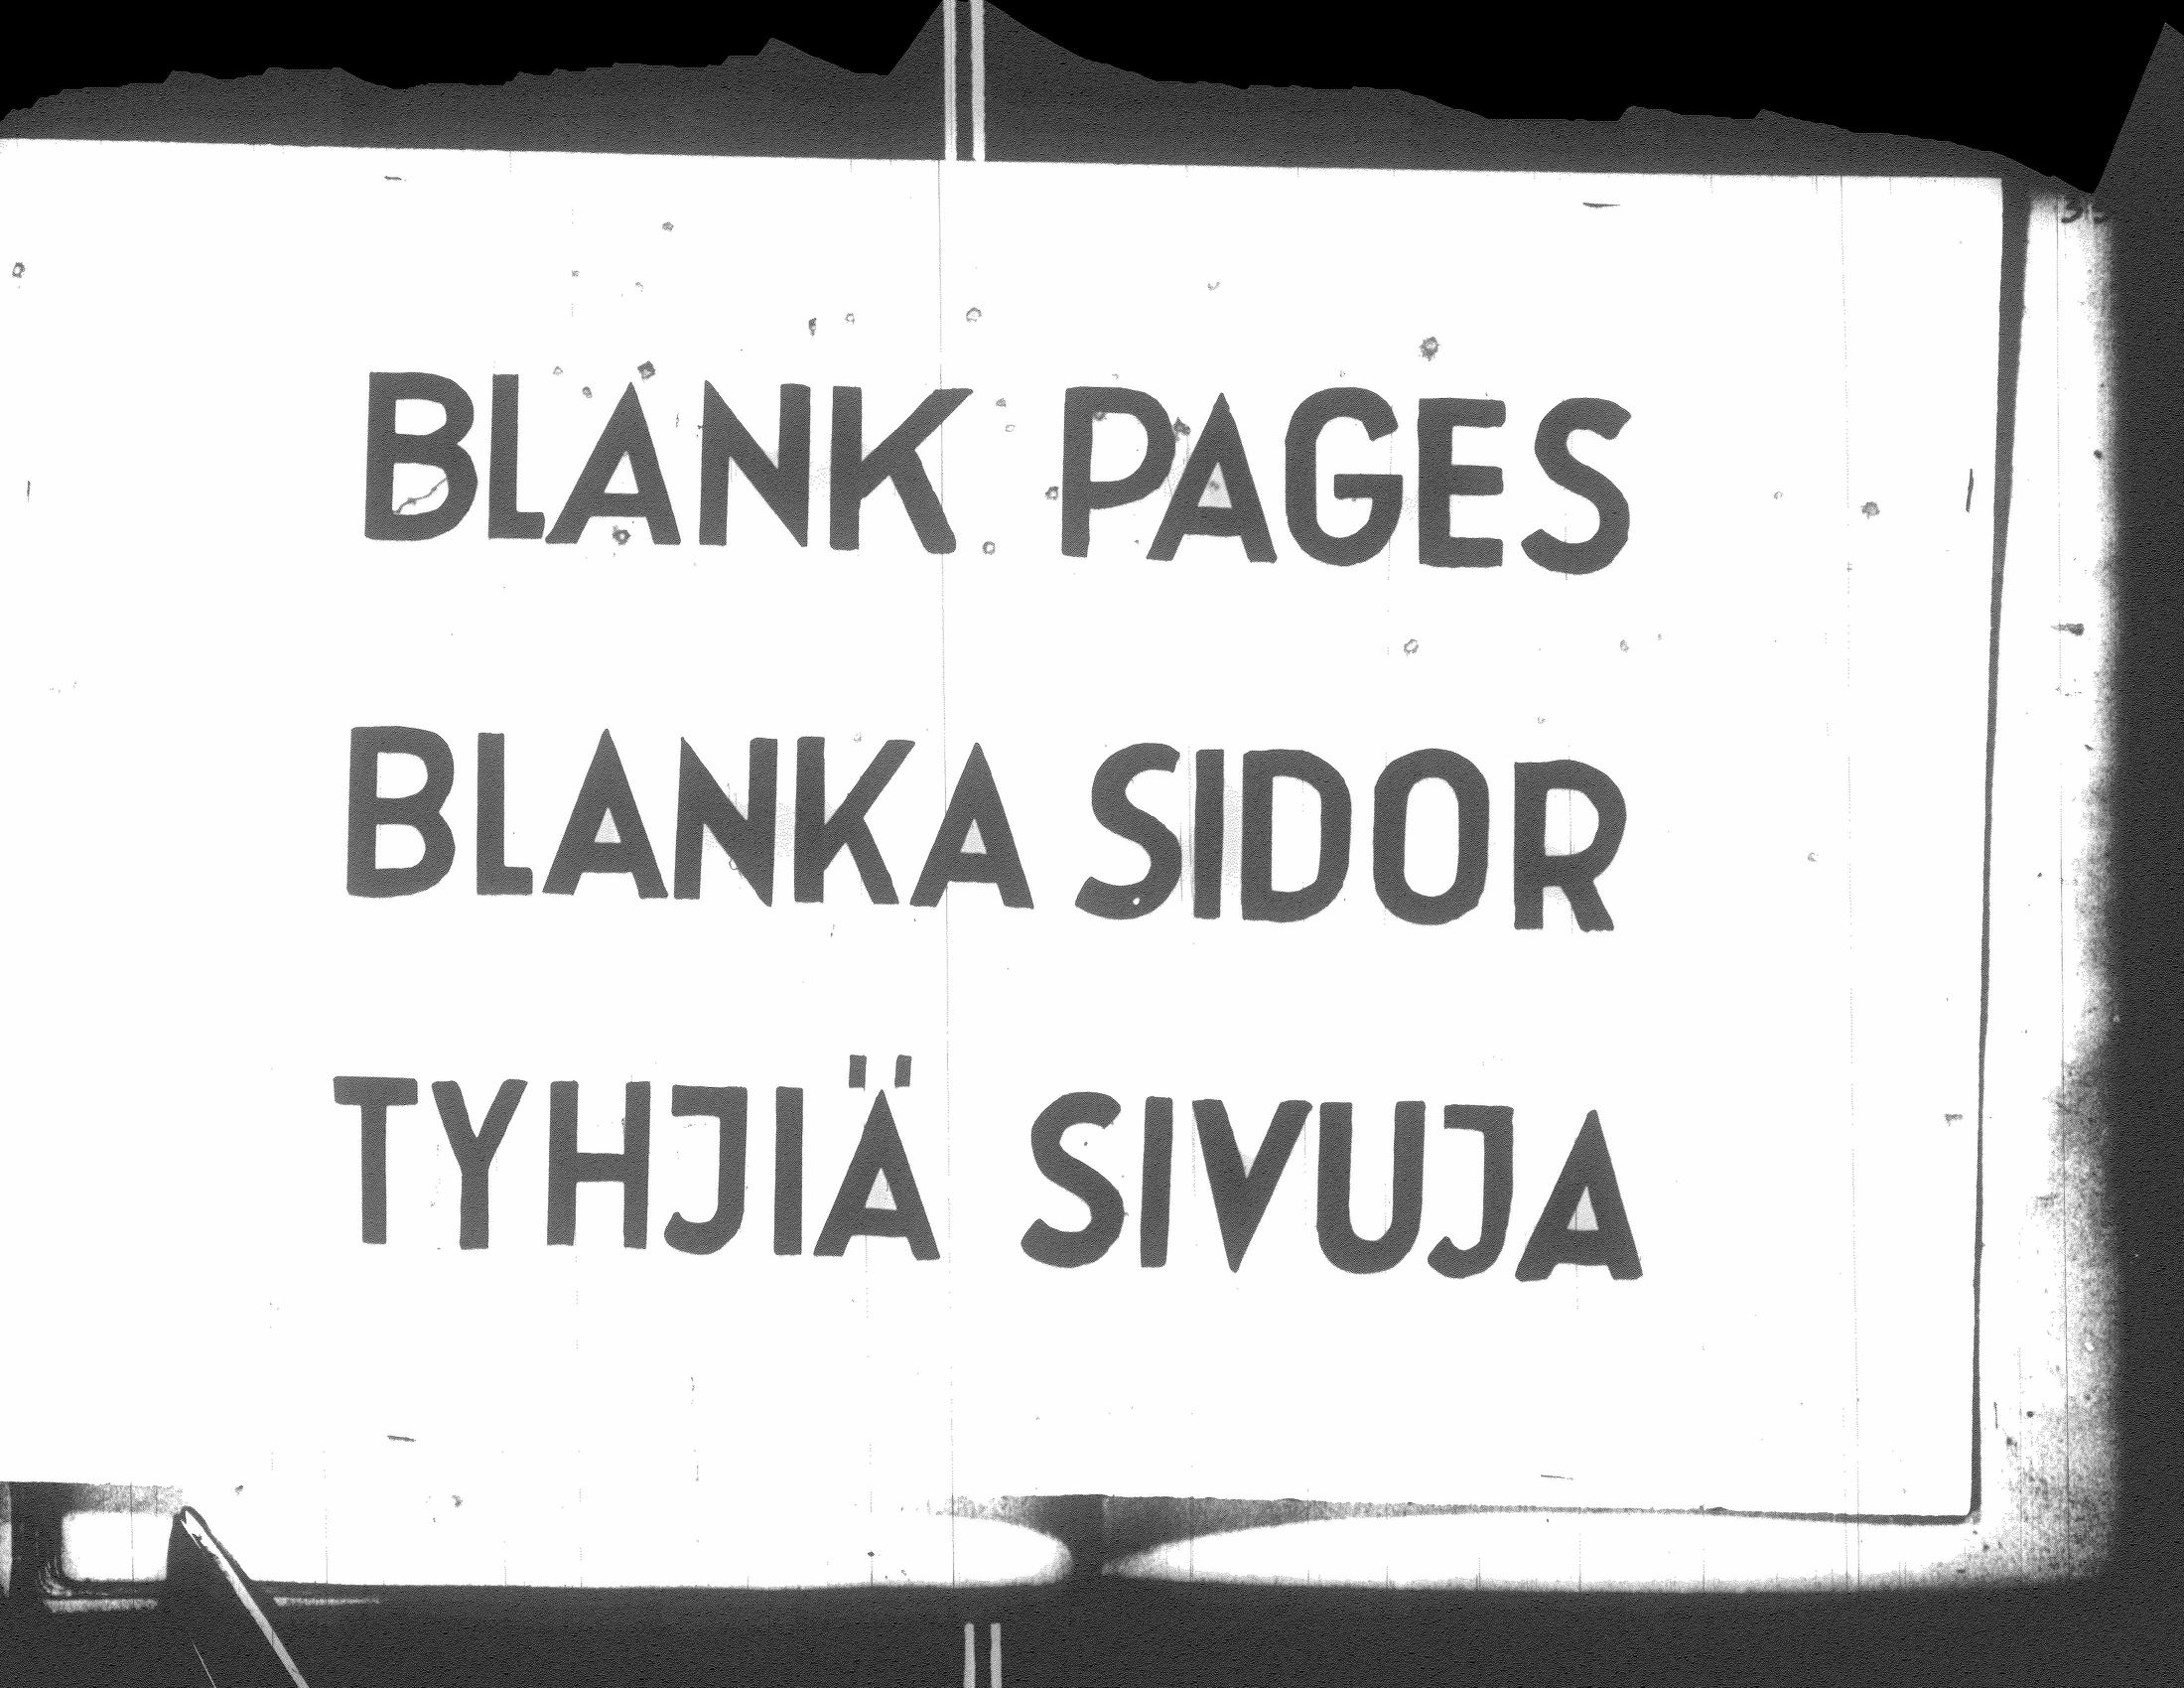 BLANK PAGES
BLANKA SIDOR
TYHJIÄ SIVUJA